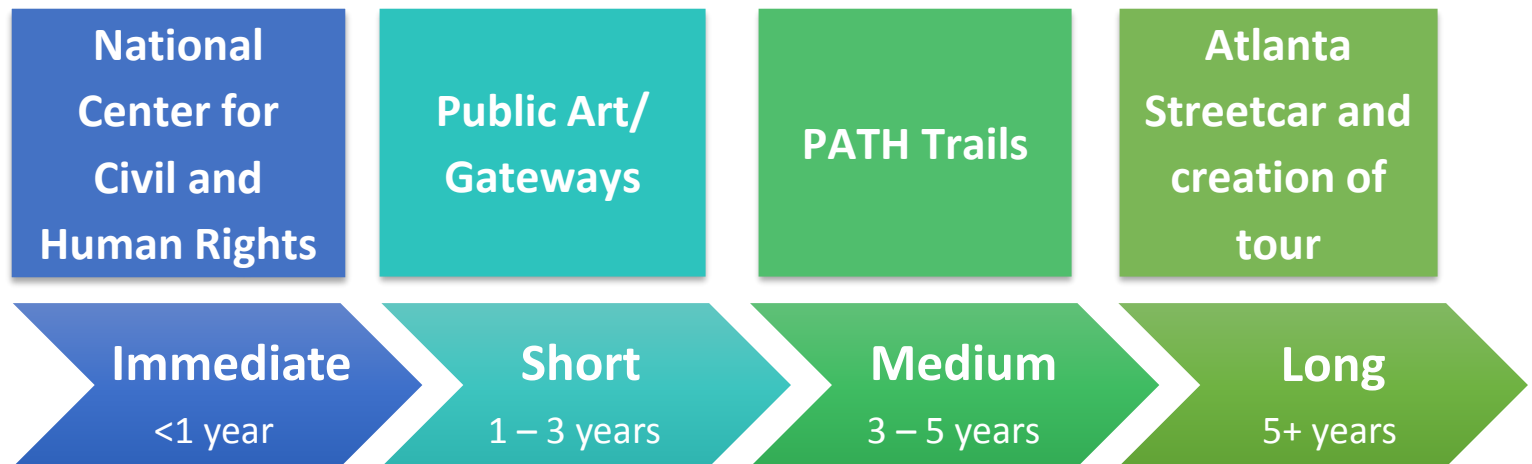 National
Center for
Civil and
Human Rights
Public Art/
Gateways
PATH Trails
Atlanta
Streetcar and
creation of
tour
Immediate
<1 year
Short
1 – 3 years
Medium
3 – 5 years
Long
5+ years